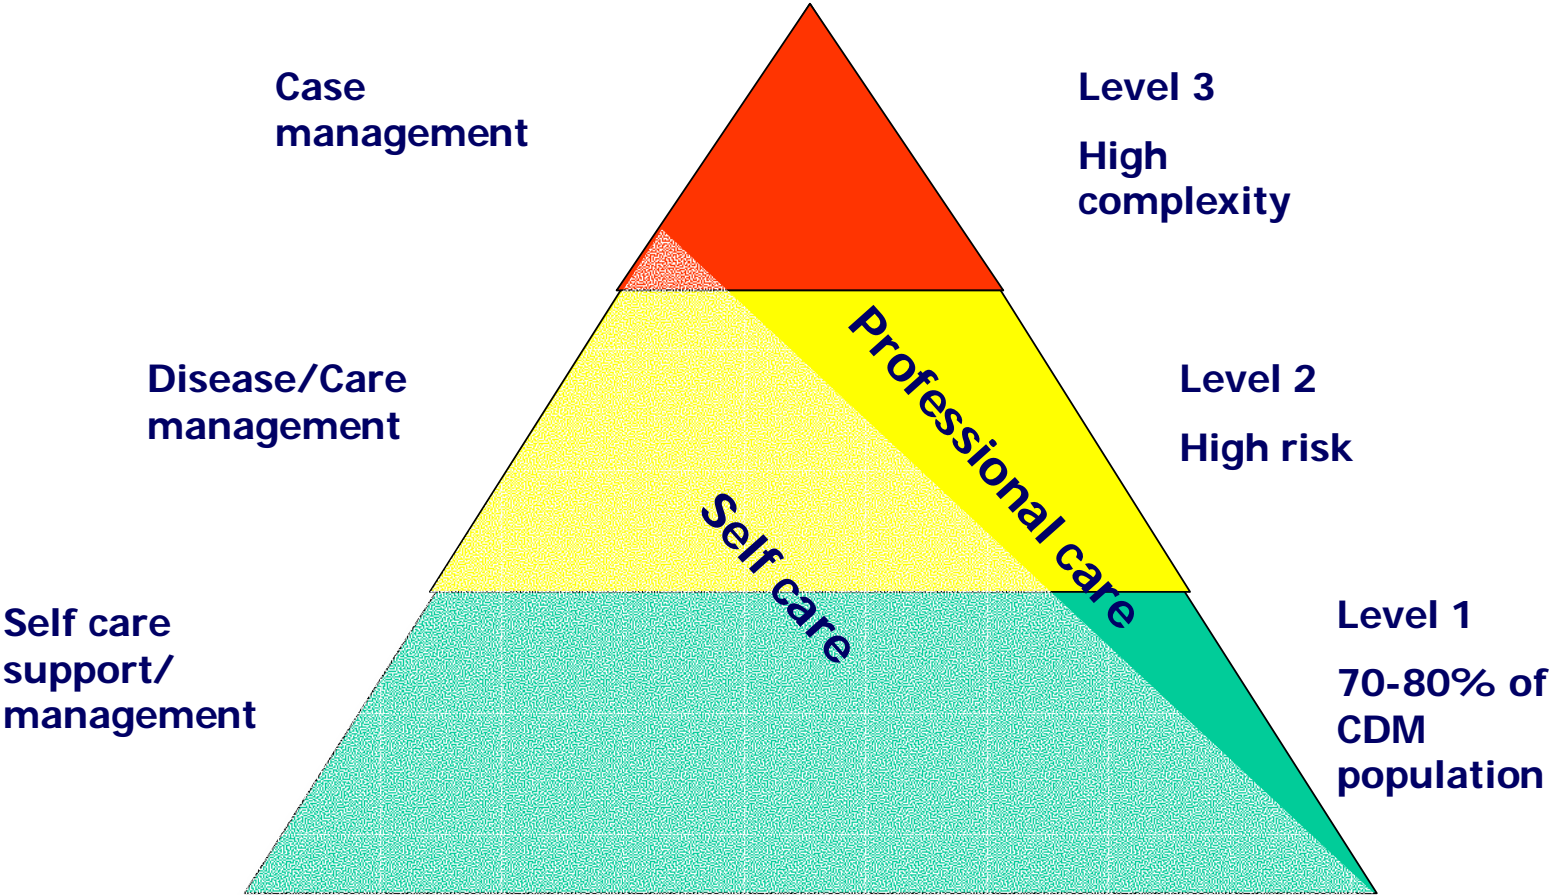 Case
management
Level 3
High
complexity
Professional care
Disease/Care
management
Level 2
High risk
Self care
Self care
support/
management
Level 1
70-80% of
CDM
population